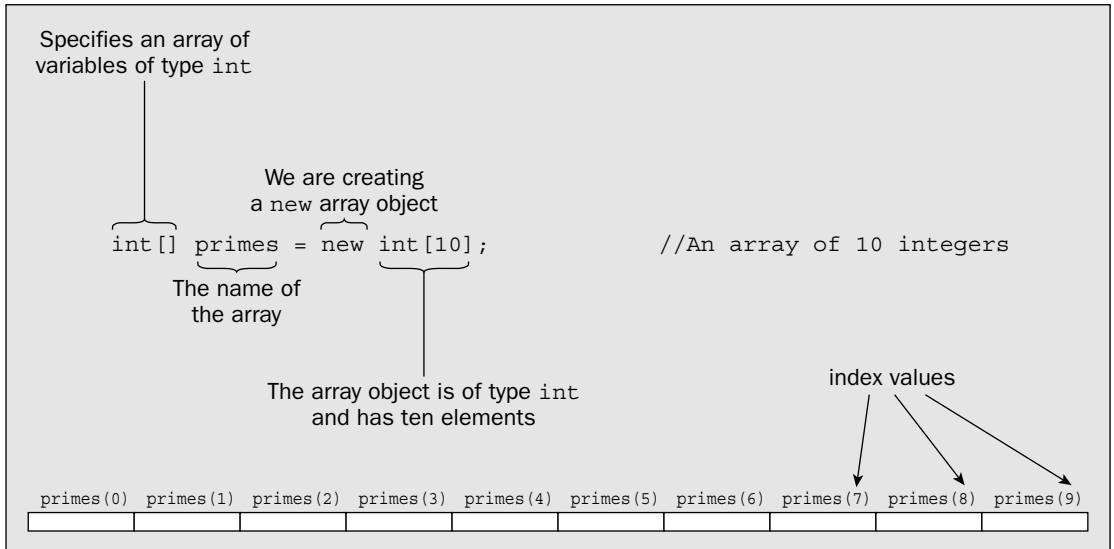 Specifies an array of
variables of type int
We are creating
a new array object
int[] primes = new int[10]; //An array of 10 integers
The name of
the array
The array object is of type int
and has ten elements
index values
primes(0) primes(1) primes(2) primes(3) primes(4) primes(5) primes(6) primes(7) primes(8) primes(9)